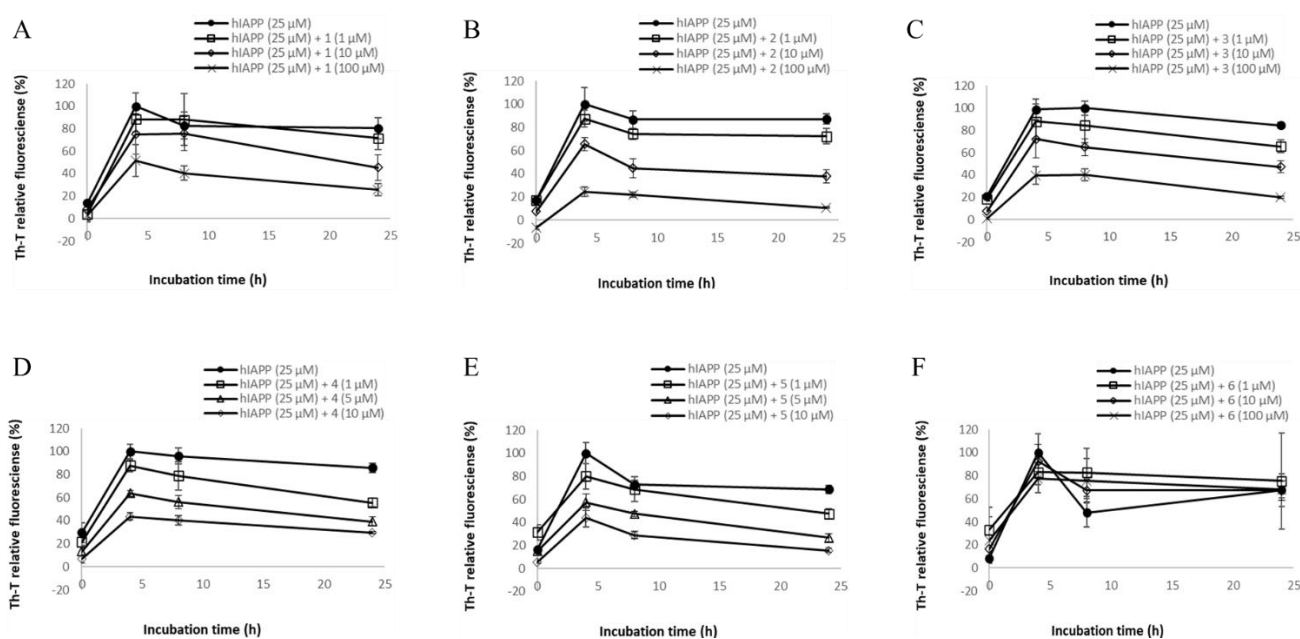 A
hIAPP (25 µM)
hIAPP (25 µM) + 1 (1 µM)
hIAPP (25 µM) + 1 (10 µM)
hIAPP (25 µM) + 1 (100 µM)
Th-T relative fluoresciense (%)
120
100
80
60
40
20
0
-20
0 5 10 15 20 25
Incubation time (h)
B
hIAPP (25 µM)
hIAPP (25 µM) + 2 (1 µM)
hIAPP (25 µM) + 2 (10 µM)
hIAPP (25 µM) + 2 (100 µM)
Th-T relative fluoresciense (%)
120
100
80
60
40
20
0
-20
0 5 10 15 20 25
Incubation time (h)
C
hIAPP (25 µM)
hIAPP (25 µM) + 3 (1 µM)
hIAPP (25 µM) + 3 (10 µM)
hIAPP (25 µM) + 3 (100 µM)
Th-T relative fluoresciense (%)
120
100
80
60
40
20
0
-20
0 5 10 15 20 25
Incubation time (h)
D
hIAPP (25 µM)
hIAPP (25 µM) + 4 (1 µM)
hIAPP (25 µM) + 4 (5 µM)
hIAPP (25 µM) + 4 (10 µM)
Th-T relative fluoresciense (%)
120
100
80
60
40
20
0
-20
0 5 10 15 20 25
Incubation time (h)
E
hIAPP (25 µM)
hIAPP (25 µM) + 5 (1 µM)
hIAPP (25 µM) + 5 (5 µM)
hIAPP (25 µM) + 5 (10 µM)
Th-T relative fluoresciense (%)
120
100
80
60
40
20
0
-20
0 5 10 15 20 25
Incubation time (h)
F
hIAPP (25 µM)
hIAPP (25 µM) + 6 (1 µM)
hIAPP (25 µM) + 6 (10 µM)
hIAPP (25 µM) + 6 (100 µM)
Th-T relative fluoresciense (%)
120
100
80
60
40
20
0
-20
0 5 10 15 20 25
Incubation time (h)